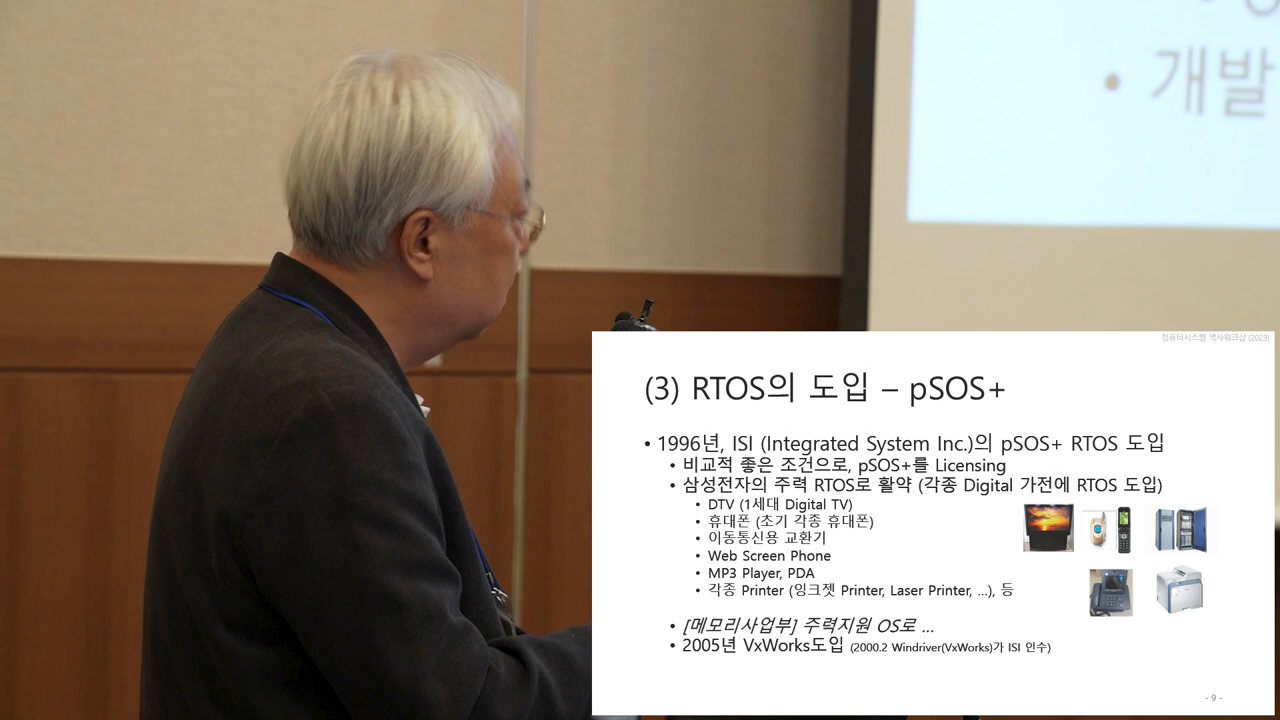 • 개발
컴퓨터시스템 역사워크샵 (2023)
(3) RTOS의 도입 – pSOS+
• 1996년, ISI (Integrated System Inc.)의 pSOS+ RTOS 도입
• 비교적 좋은 조건으로, pSOS+를 Licensing
• 삼성전자의 주력 RTOS로 활약 (각종 Digital 가전에 RTOS 도입)
• DTV (1세대 Digital TV)
• 휴대폰 (초기 각종 휴대폰)
• 이동통신용 교환기
• Web Screen Phone
• MP3 Player, PDA
• 각종 Printer (잉크젯 Printer, Laser Printer, ...), 등
• [메모리사업부] 주력지원 OS로 ...
• 2005년 VxWorks도입 (2000.2 Windriver(VxWorks)가 ISI 인수)
- 9 -